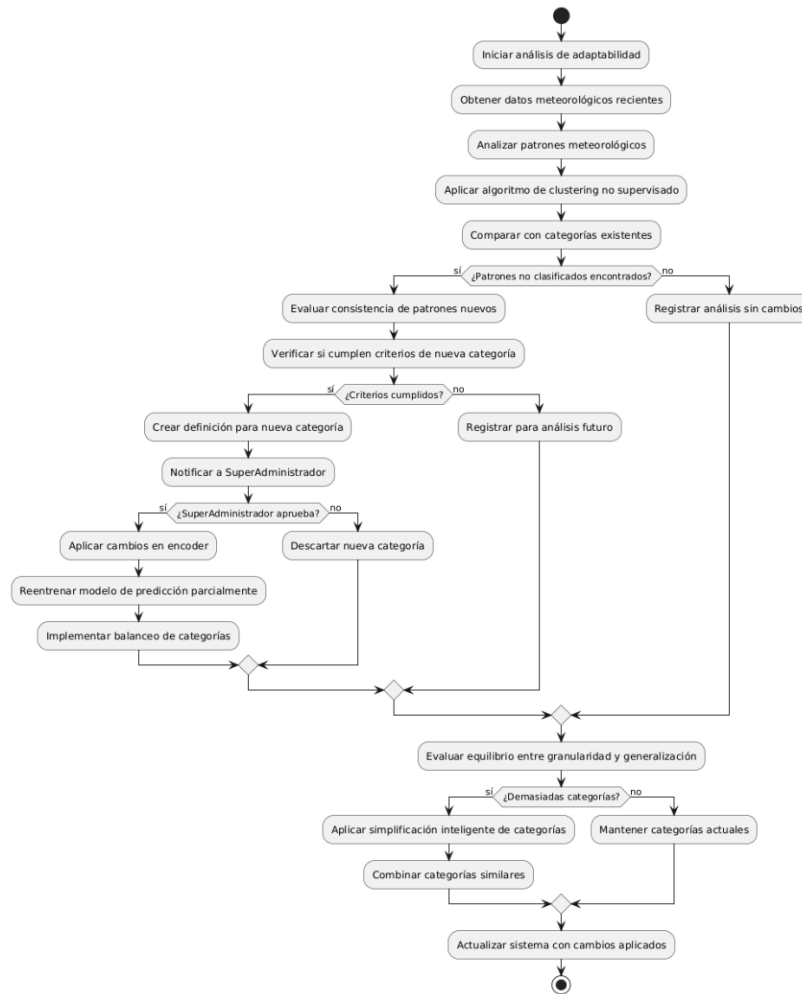 Iniciar análisis de adaptabilidad
Obtener datos meteorológicos recientes
Analizar patrones meteorológicos
Aplicar algoritmo de clustering no supervisado
Comparar con categorías existentes
sí
¿Patrones no clasificados encontrados?
no
Evaluar consistencia de patrones nuevos
Registrar análisis sin cambios
Verificar si cumplen criterios de nueva categoría
sí
¿Criterios cumplidos?
no
Crear definición para nueva categoría
Registrar para análisis futuro
Notificar a SuperAdministrador
sí
¿SuperAdministrador aprueba?
no
Aplicar cambios en encoder
Descartar nueva categoría
Reentrenar modelo de predicción parcialmente
Implementar balanceo de categorías
Evaluar equilibrio entre granularidad y generalización
sí
¿Demasiadas categorías?
no
Aplicar simplificación inteligente de categorías
Mantener categorías actuales
Combinar categorías similares
Actualizar sistema con cambios aplicados